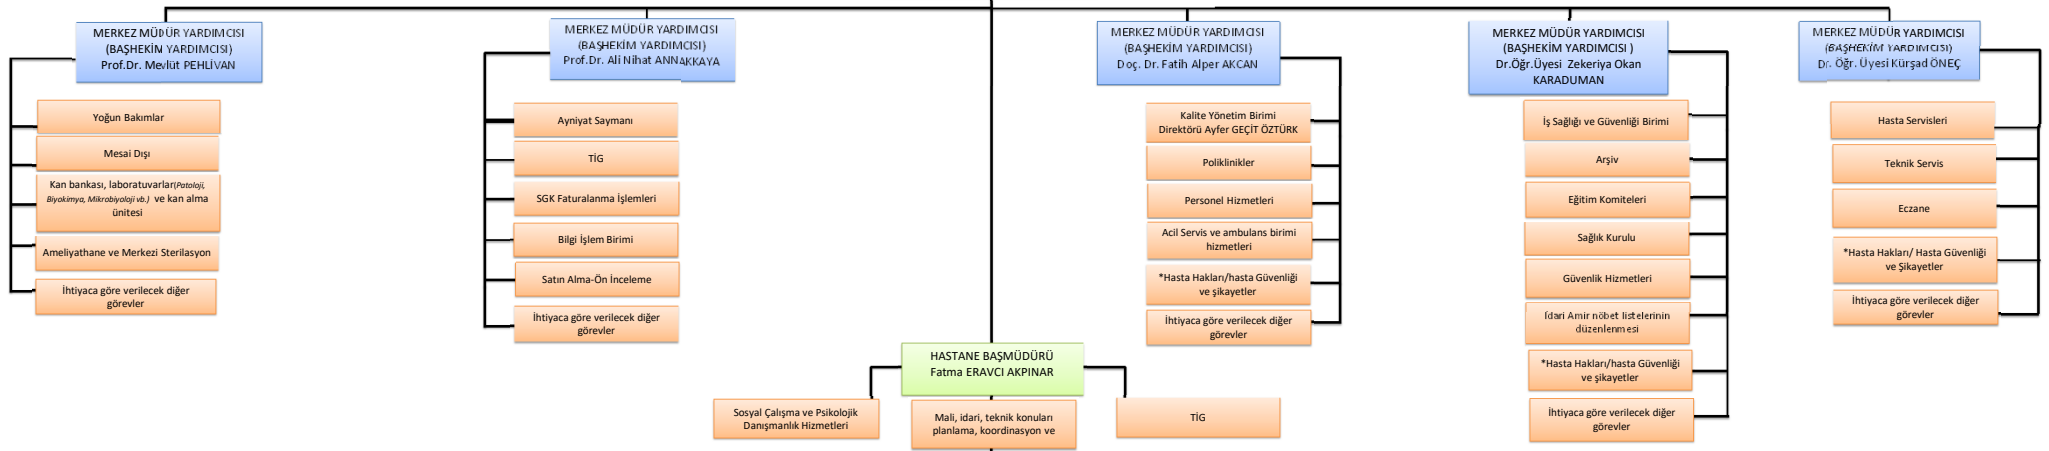 MERKEZ MÜDÜR YARDIMCISI
(BAŞHEKİM YARDIMCISI)
Prof.Dr. Mevlüt PEHLİVAN
Yoğun Bakımlar
Mesai Dışı
Kan bankası, laboratuvarlar(Patoloji,
Biyokimya, Mikrobiyoloji vb.) ve kan alma
ünitesi
Ameliyathane ve Merkezi Sterilasyon
İhtiyaca göre verilecek diğer
görevler
MERKEZ MÜDÜR YARDIMCISI
(BAŞHEKİM YARDIMCISI)
Prof.Dr. Ali Nihat ANNAKKAYA
Ayniyat Saymanı
TİG
SGK Faturalanma İşlemleri
Bilgi İşlem Birimi
Satın Alma-Ön İnceleme
İhtiyaca göre verilecek diğer
görevler
MERKEZ MÜDÜR YARDIMCISI
(BAŞHEKİM YARDIMCISI)
Doç. Dr. Fatih Alper AKCAN
Kalite Yönetim Birimi
Direktörü Ayfer GEÇİT ÖZTÜRK
Poliklinikler
Personel Hizmetleri
Acil Servis ve ambulans birimi
hizmetleri
*Hasta Hakları/hasta Güvenliği
ve şikayetler
İhtiyaca göre verilecek diğer
görevler
MERKEZ MÜDÜR YARDIMCISI
(BAŞHEKİM YARDIMCISI )
Dr.Öğr.Üyesi Zekeriya Okan
KARADUMAN
İş Sağlığı ve Güvenliği Birimi
Arşiv
Eğitim Komiteleri
Sağlık Kurulu
Güvenlik Hizmetleri
İdari Amir nöbet listelerinin
düzenlenmesi
*Hasta Hakları/hasta Güvenliği
ve şikayetler
İhtiyaca göre verilecek diğer
görevler
MERKEZ MÜDÜR YARDIMCISI
(BAŞHEKİM YARDIMCISI)
Dr. Öğr. Üyesi Kürşad ÖNEÇ
Hasta Servisleri
Teknik Servis
Eczane
*Hasta Hakları/ Hasta Güvenliği
ve Şikayetler
İhtiyaca göre verilecek diğer
görevler
HASTANE BAŞMÜDÜRÜ
Fatma ERAVCI AKPINAR
Sosyal Çalışma ve Psikolojik
Danışmanlık Hizmetleri
Mali, idari, teknik konuları
planlama, koordinasyon ve
TİG